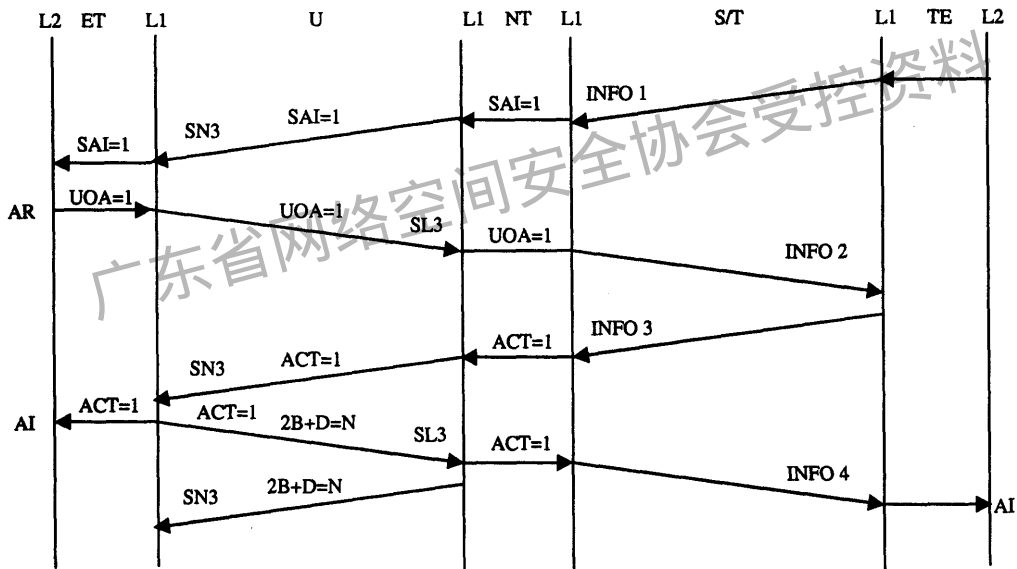 L2 ET L1 U L1 NT L1 S/T L1 TE L2
INFO 1
SAI=1
SAI=1
SN3
SAI=1
AR UOA=1
UOA=1
SL3
UOA=1
INFO 2
INFO 3
ACT=1
ACT=1
SN3
AI ACT=1
ACT=1 2B+D=N
SL3
ACT=1
INFO 4
AI
2B+D=N
SN3
广东省网络空间安全协会受控资料